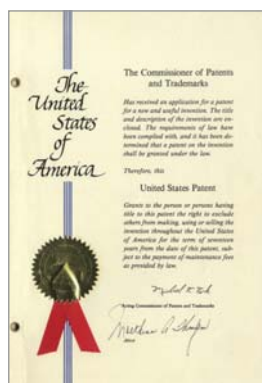 The
United
States
of
America
The Commissioner of Patents
and Trademarks
Has received an application for a patent
for a new and useful invention. The title
and description of the invention are en-
closed. The requirements of law have
been complied with, and it has been de-
termined that a patent on the invention
shall be granted under the law.
Therefore, this
United States Patent
Grants to the person or persons having
title to this patent the right to exclude
others from making, using or selling the
invention throughout the United States
of America for the term of seventeen
years from the date of this patent, sub-
ject to the payment of maintenance fees
as provided by law.
Acting Commissioner of Patents and Trademarks
Attest